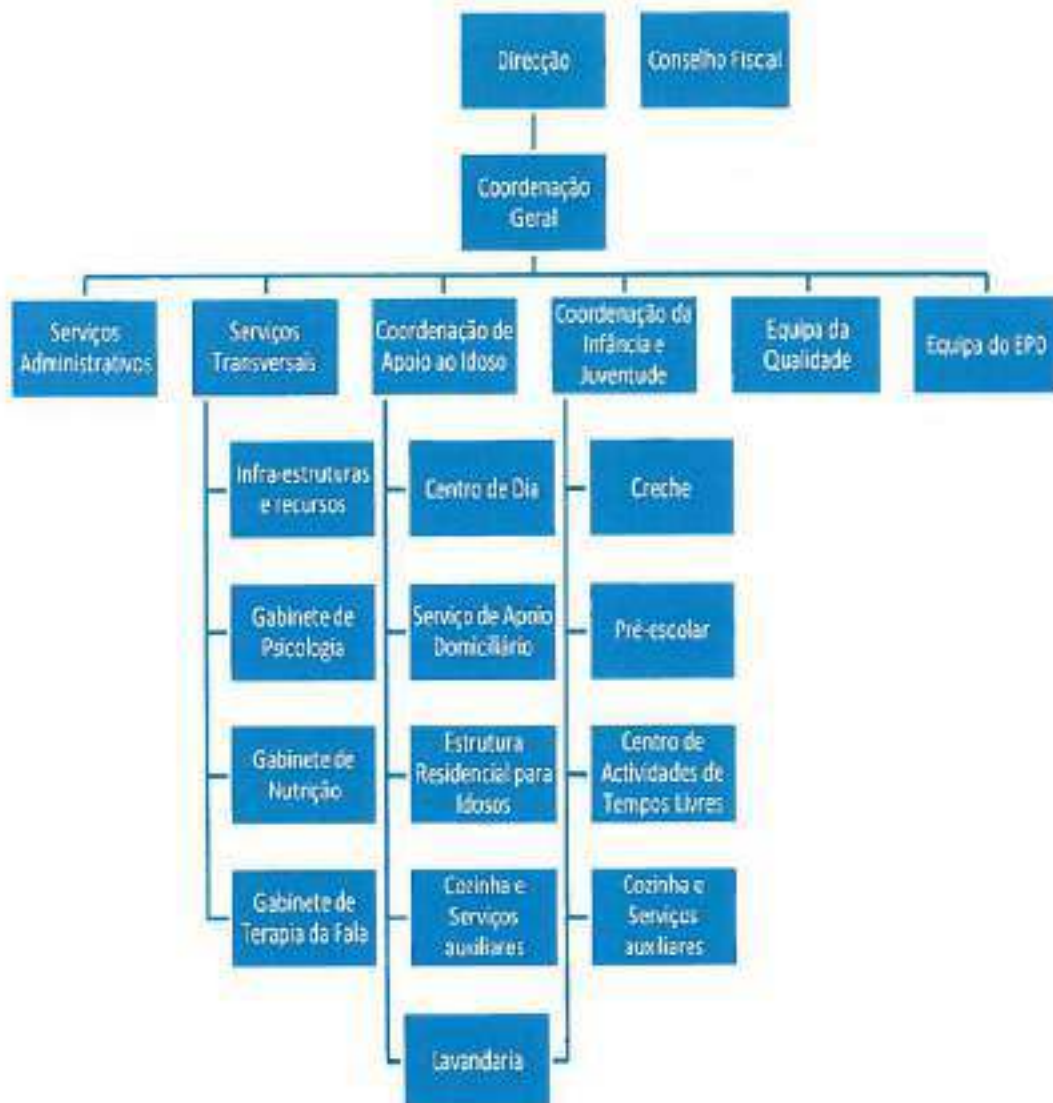 Direcção
Conselho Fiscal
Coordenação
Geral
Serviços
Administrativos
Serviços
Transversais
Coordenação de
Apoio ao Idoso
Coordenação da
Infância e
Juventude
Equipa da
Qualidade
Equipa do EPD
Infra-estruturas
e recursos
Centro de Dia
Creche
Gabinete de
Psicologia
Serviço de Apoio
Domiciliário
Pré-escolar
Gabinete de
Nutrição
Estrutura
Residencial para
Idosos
Centro de
Actividades de
Tempos Livres
Gabinete de
Terapia da Fala
Cozinha e
Serviços
auxiliares
Cozinha e
Serviços
auxiliares
Lavandaria